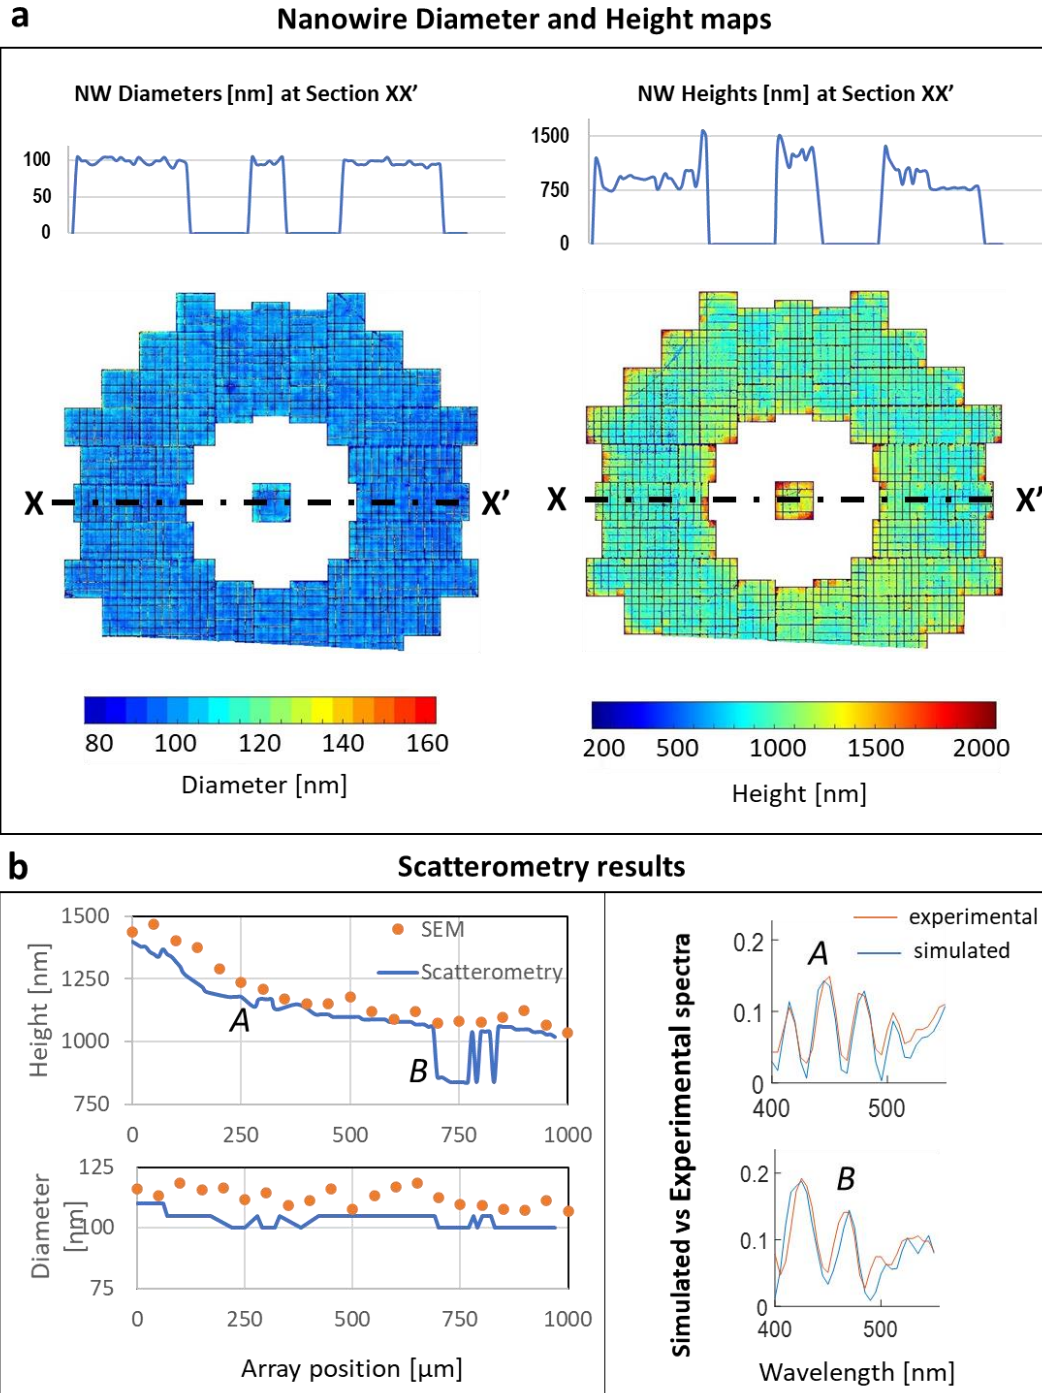 a
Nanowire Diameter and Height maps
NW Diameters [nm] at Section XX’
100
50
0
NW Heights [nm] at Section XX’
1500
750
0
X X’
X X’
80 100 120 140 160
Diameter [nm]
200 500 1000 1500 2000
Height [nm]
b
Scatterometry results
Height [nm]
1500
1250
1000
750
SEM
Scatterometry
A
B
0 250 500 750 1000
Diameter
[nm]
125
100
75
0 250 500 750 1000
Array position [µm]
Simulated vs Experimental spectra
experimental
simulated
A
0.2
0.1
0
400 500
B
0.2
0.1
0
400 500
Wavelength [nm]